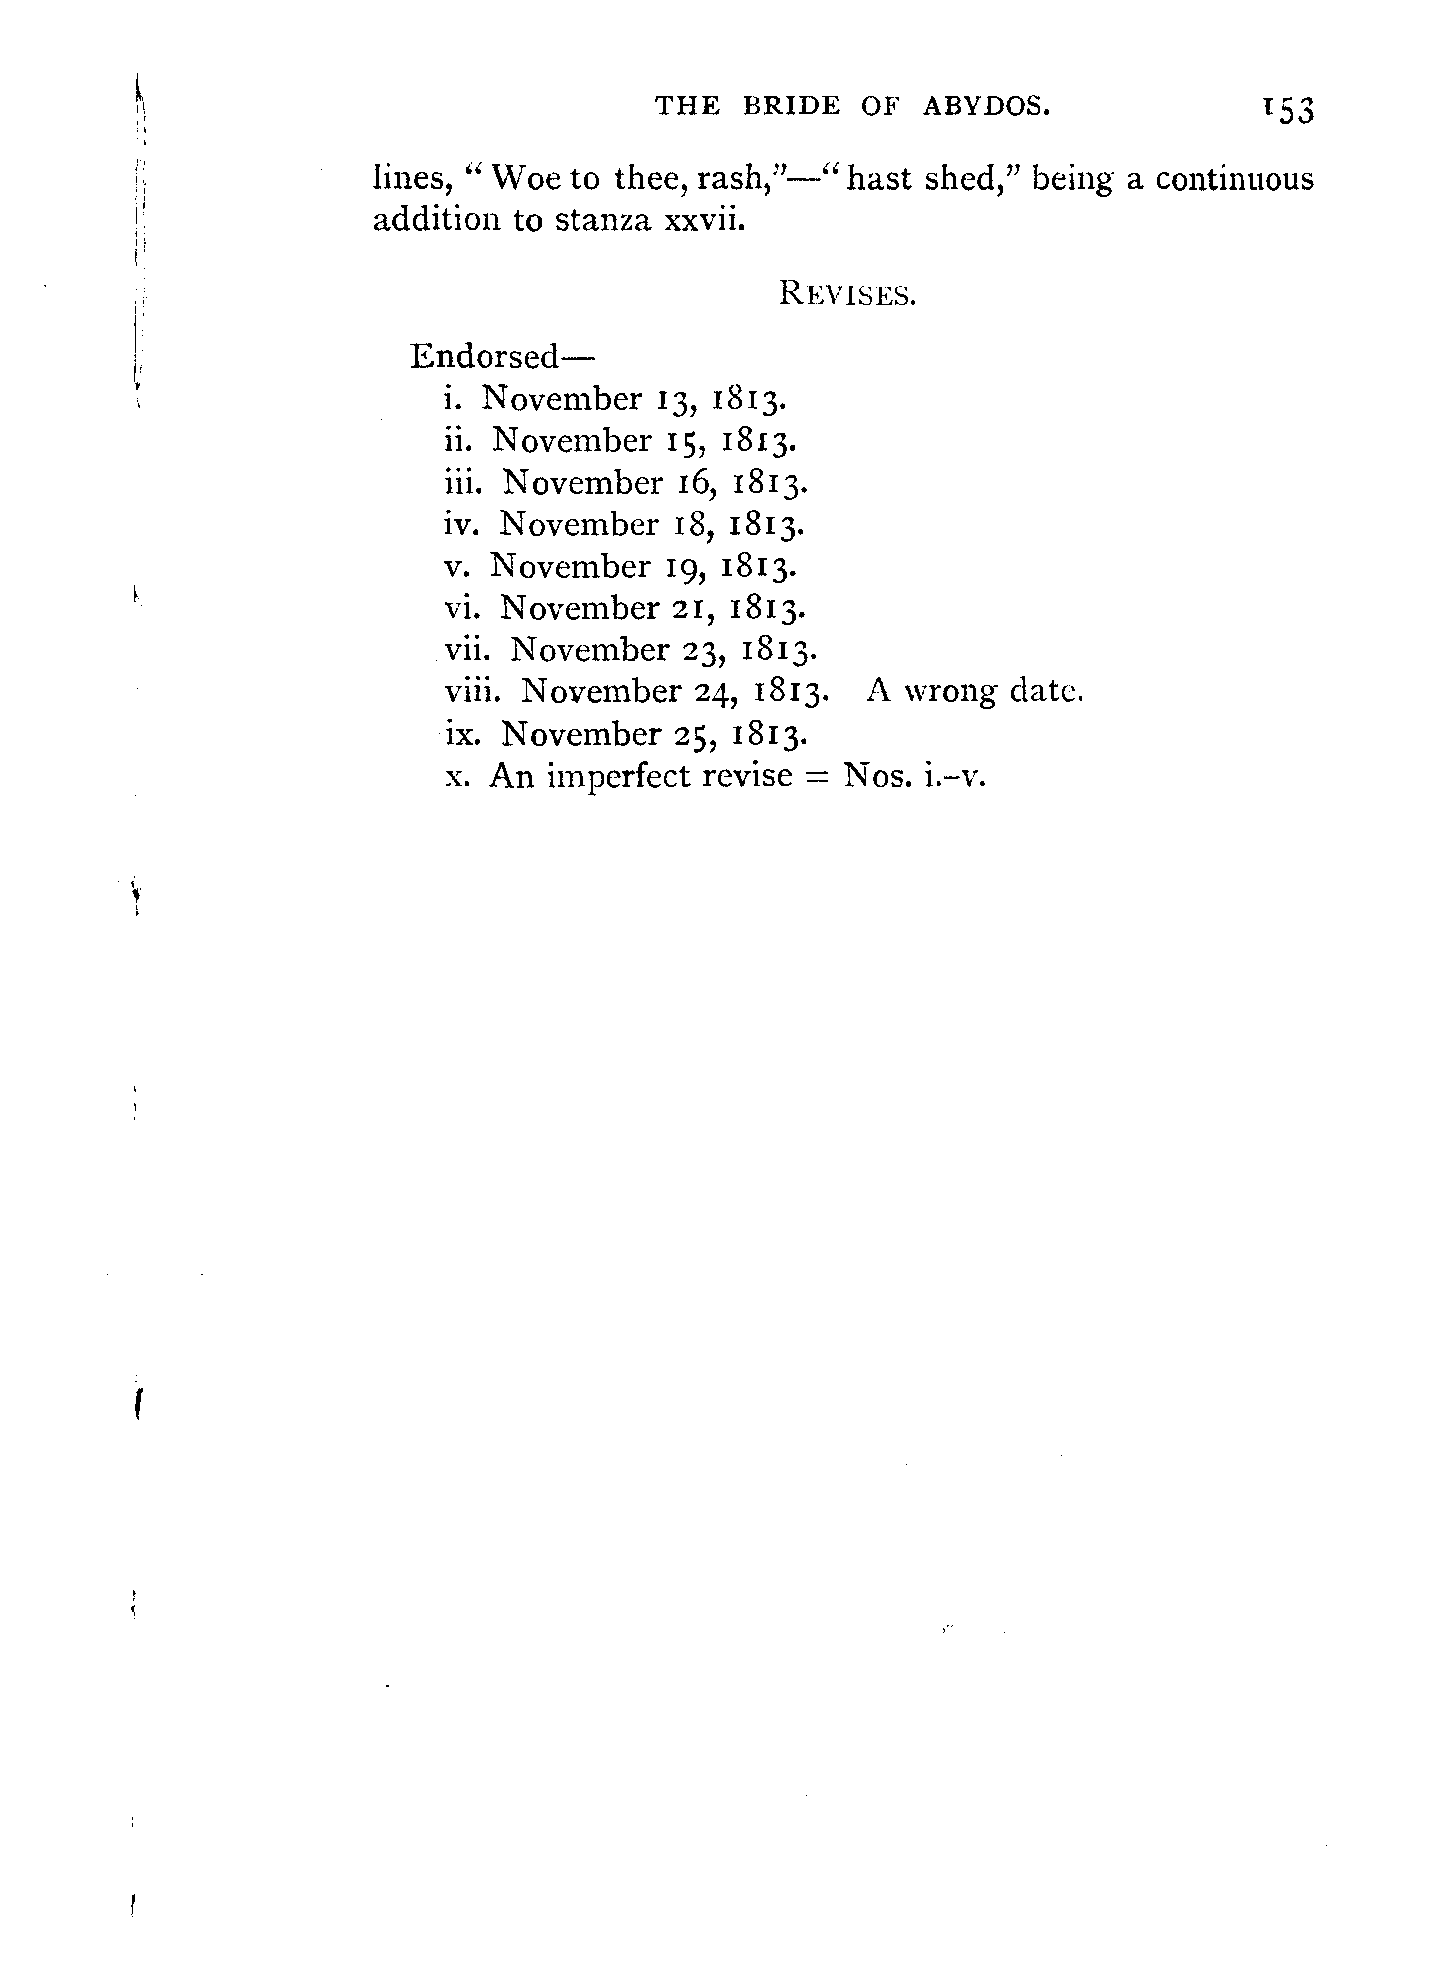 THE BRIDE OF ABYDOS. 153
lines, "Woe to thee, rash,"—"hast shed," being a continuous
addition to stanza xxvii.
REVISES.
Endorsed—
i. November 13, 1813.
ii. November 15, 1813.
iii. November 16, 1813.
iv. November 18, 1813.
v. November 19, 1813.
vi. November 21, 1813.
vii. November 23, 1813.
viii. November 24, 1813. A wrong date.
ix. November 25, 1813.
x. An imperfect revise = Nos. i.–v.